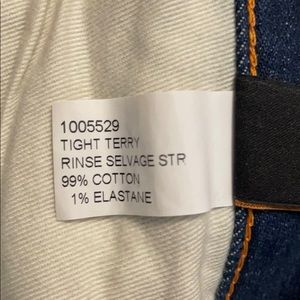 1005529
TIGHT TERRY
RINSE SELVAGE STR
99% COTTON
1% ELASTANE